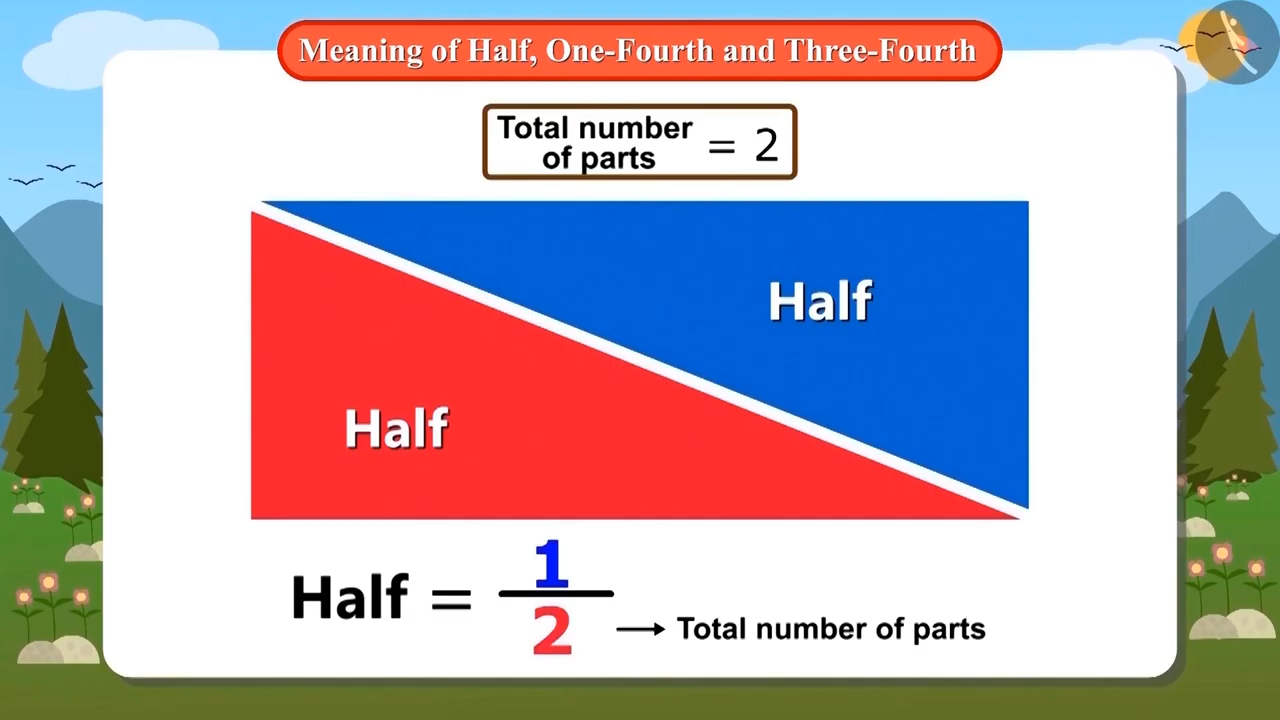 Meaning of Half, One-Fourth and Three-Fourth
Total number
of parts = 2
Half
Half
Half = 1
2 → Total number of parts